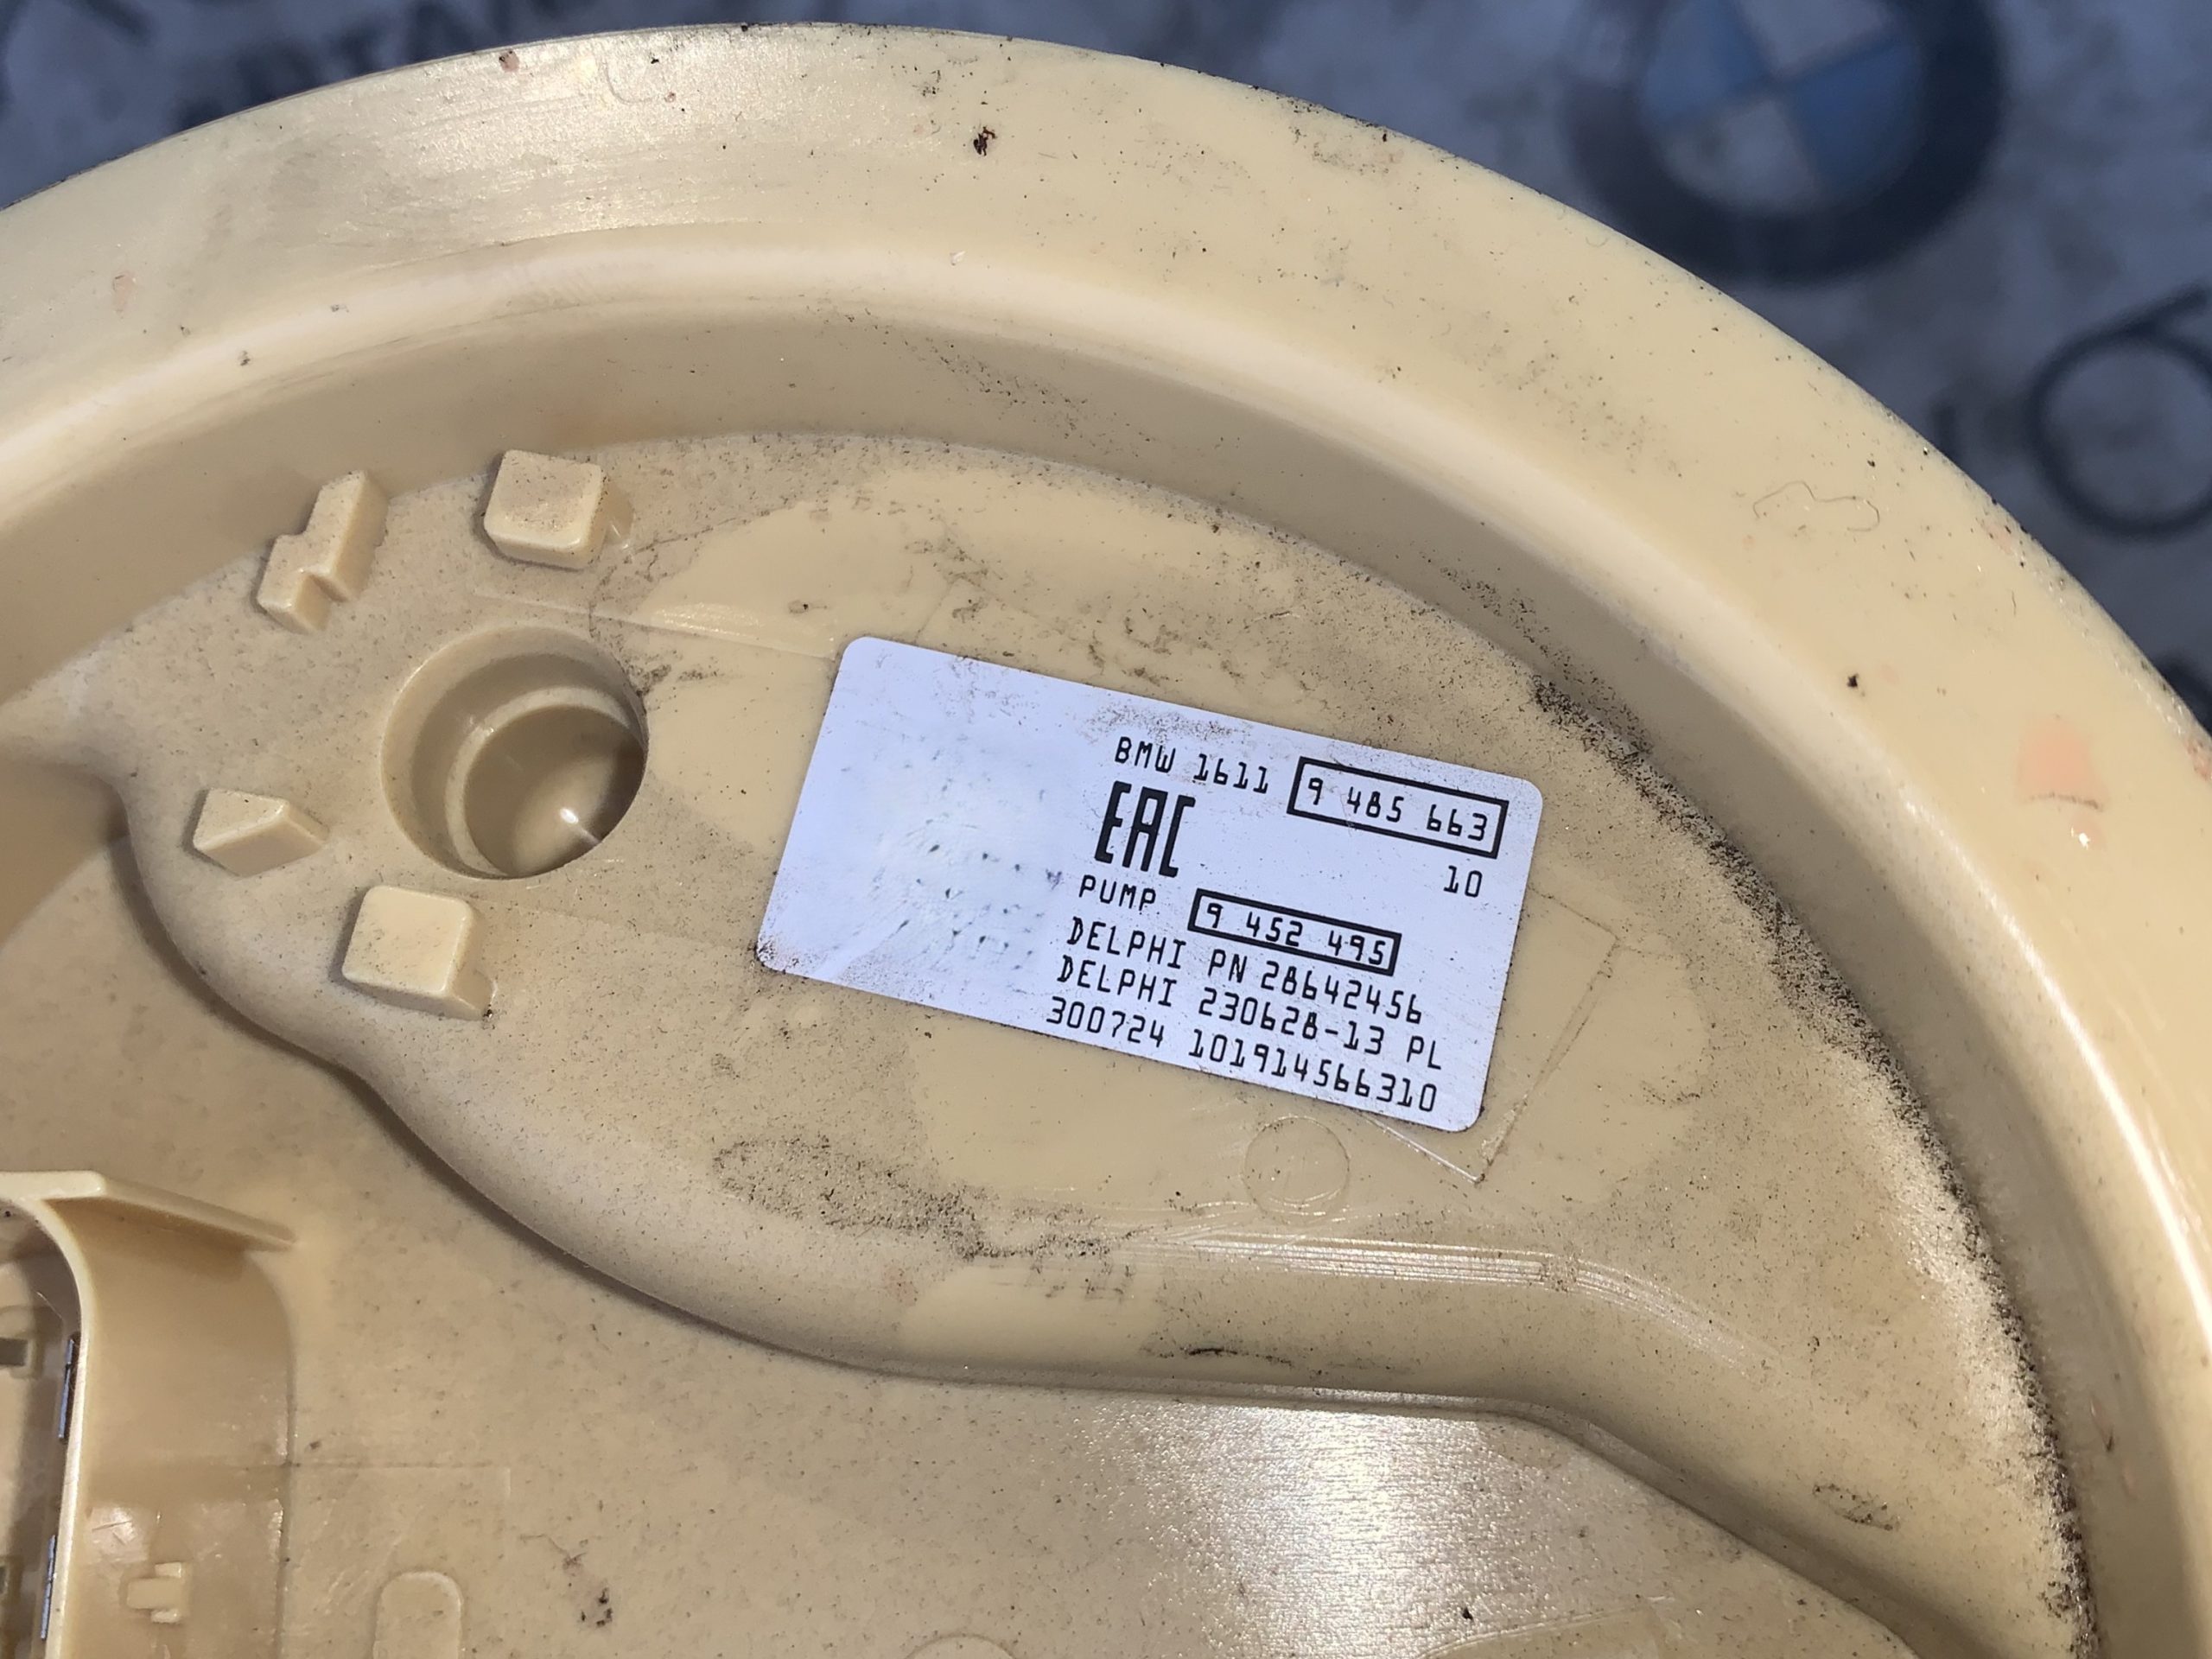 BMW 1611 9 485 663
EAC
10
PUMP 9 452 495
DELPHI PN 28642456
DELPHI 230628-13 PL
300724 101914566310